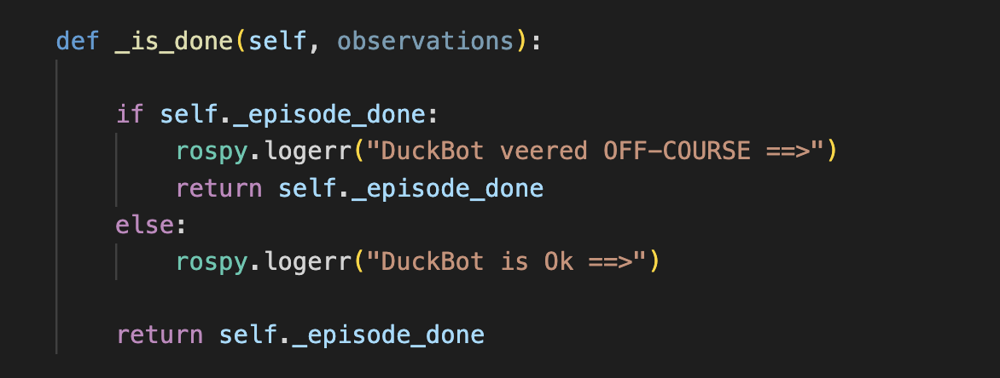 def _is_done(self, observations):
if self._episode_done:
rospy.logerr("DuckBot veered OFF-COURSE ==>")
return self._episode_done
else:
rospy.logerr("DuckBot is Ok ==>")
return self._episode_done